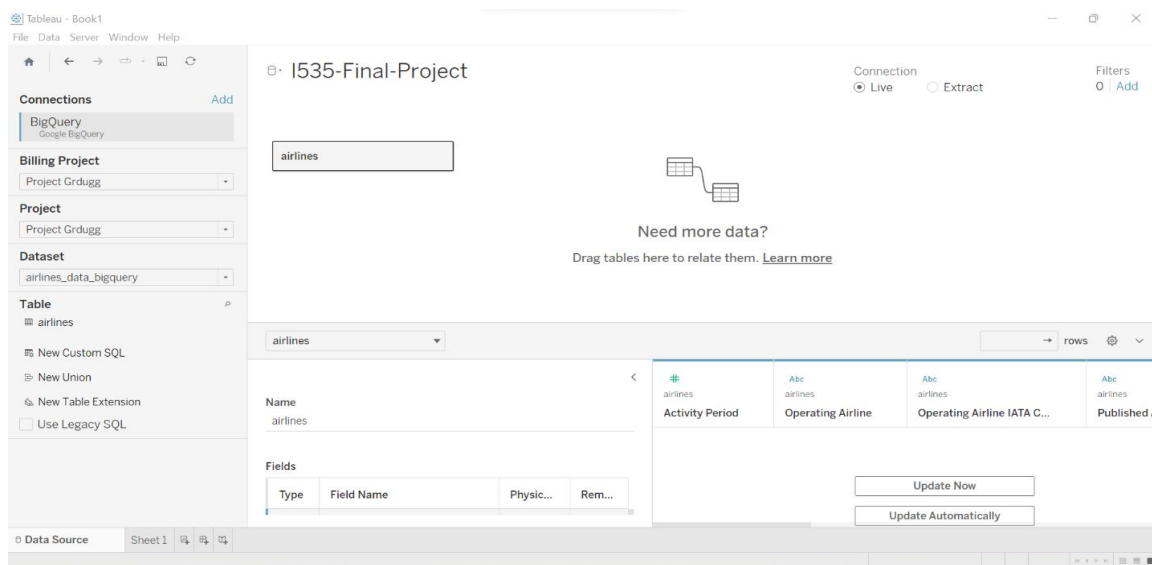 Tableau - Book1
File Data Server Window Help
I535-Final-Project
Connection
Live
Extract
Filters
0 Add
Connections
Add
BigQuery
Google BigQuery
Billing Project
Project Grdugg
Project
Project Grdugg
Dataset
airlines_data_bigquery
Table
airlines
New Custom SQL
New Union
New Table Extension
Use Legacy SQL
airlines
Need more data?
Drag tables here to relate them. Learn more
airlines
rows
Name
airlines
Fields
Type Field Name Physic... Rem...
# Abc Abc Abc
airlines airlines airlines airlines
Activity Period Operating Airline Operating Airline IATA C... Published
Update Now
Update Automatically
Data Source Sheet 1